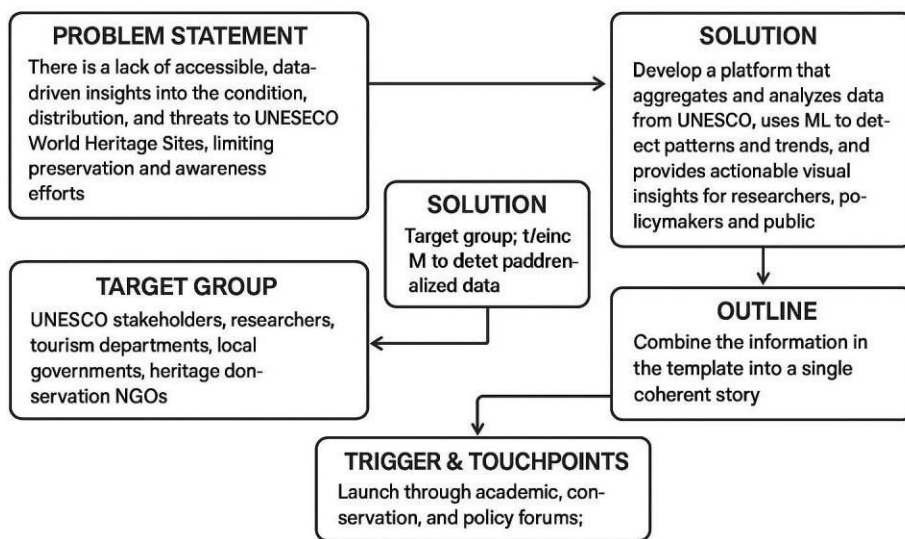 PROBLEM STATEMENT
There is a lack of accessible, data-
driven insights into the condition,
distribution, and threats to UNESECO
World Heritage Sites, limiting
preservation and awareness
efforts
SOLUTION
Develop a platform that
aggregates and analyzes data
from UNESCO, uses ML to det-
ect patterns and trends, and
provides actionable visual
insights for researchers, po-
licymakers and public
SOLUTION
Target group; t/einc
M to detet paddren-
alized data
TARGET GROUP
UNESCO stakeholders, researchers,
tourism departments, local
governments, heritage don-
servation NGOs
OUTLINE
Combine the information in
the template into a single
coherent story
TRIGGER & TOUCHPOINTS
Launch through academic, con-
servation, and policy forums;